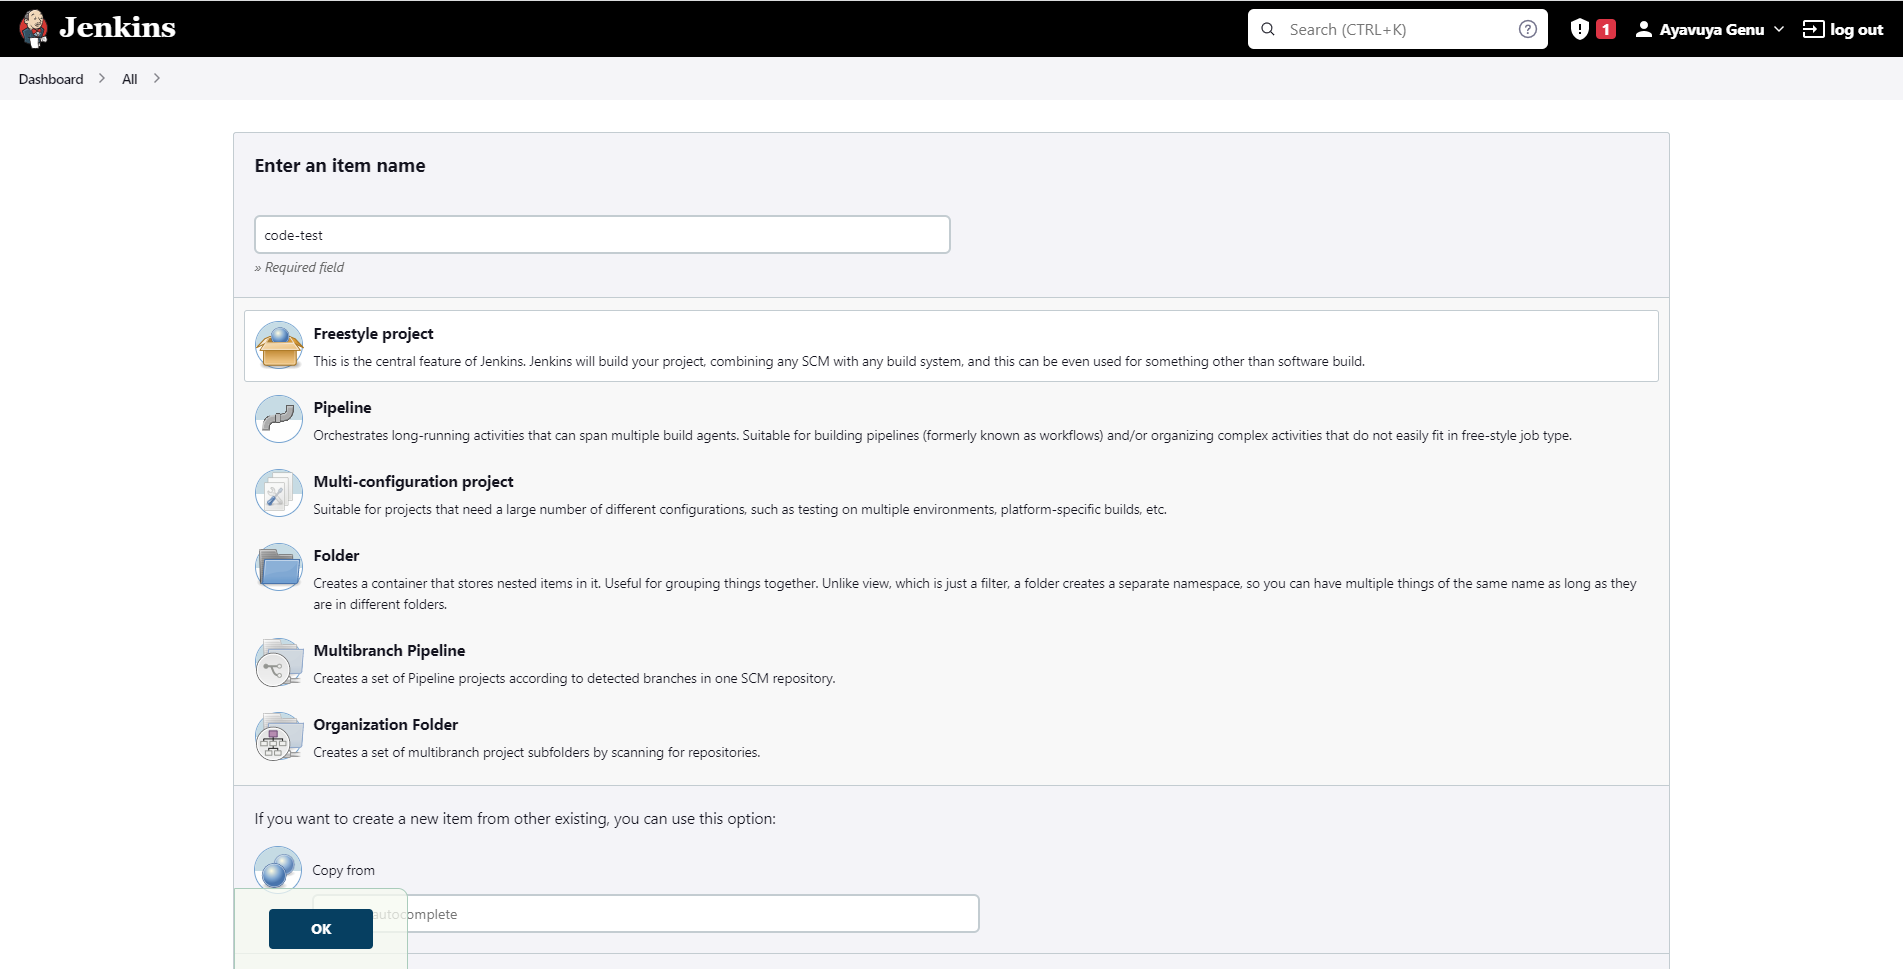 Jenkins
Search (CTRL+K)
1
Ayavuya Genu
log out
Dashboard
All
Enter an item name
code-test
» Required field
Freestyle project
This is the central feature of Jenkins. Jenkins will build your project, combining any SCM with any build system, and this can be even used for something other than software build.
Pipeline
Orchestrates long-running activities that can span multiple build agents. Suitable for building pipelines (formerly known as workflows) and/or organizing complex activities that do not easily fit in free-style job type.
Multi-configuration project
Suitable for projects that need a large number of different configurations, such as testing on multiple environments, platform-specific builds, etc.
Folder
Creates a container that stores nested items in it. Useful for grouping things together. Unlike view, which is just a filter, a folder creates a separate namespace, so you can have multiple things of the same name as long as they
are in different folders.
Multibranch Pipeline
Creates a set of Pipeline projects according to detected branches in one SCM repository.
Organization Folder
Creates a set of multibranch project subfolders by scanning for repositories.
If you want to create a new item from other existing, you can use this option:
Copy from
autocomplete
OK